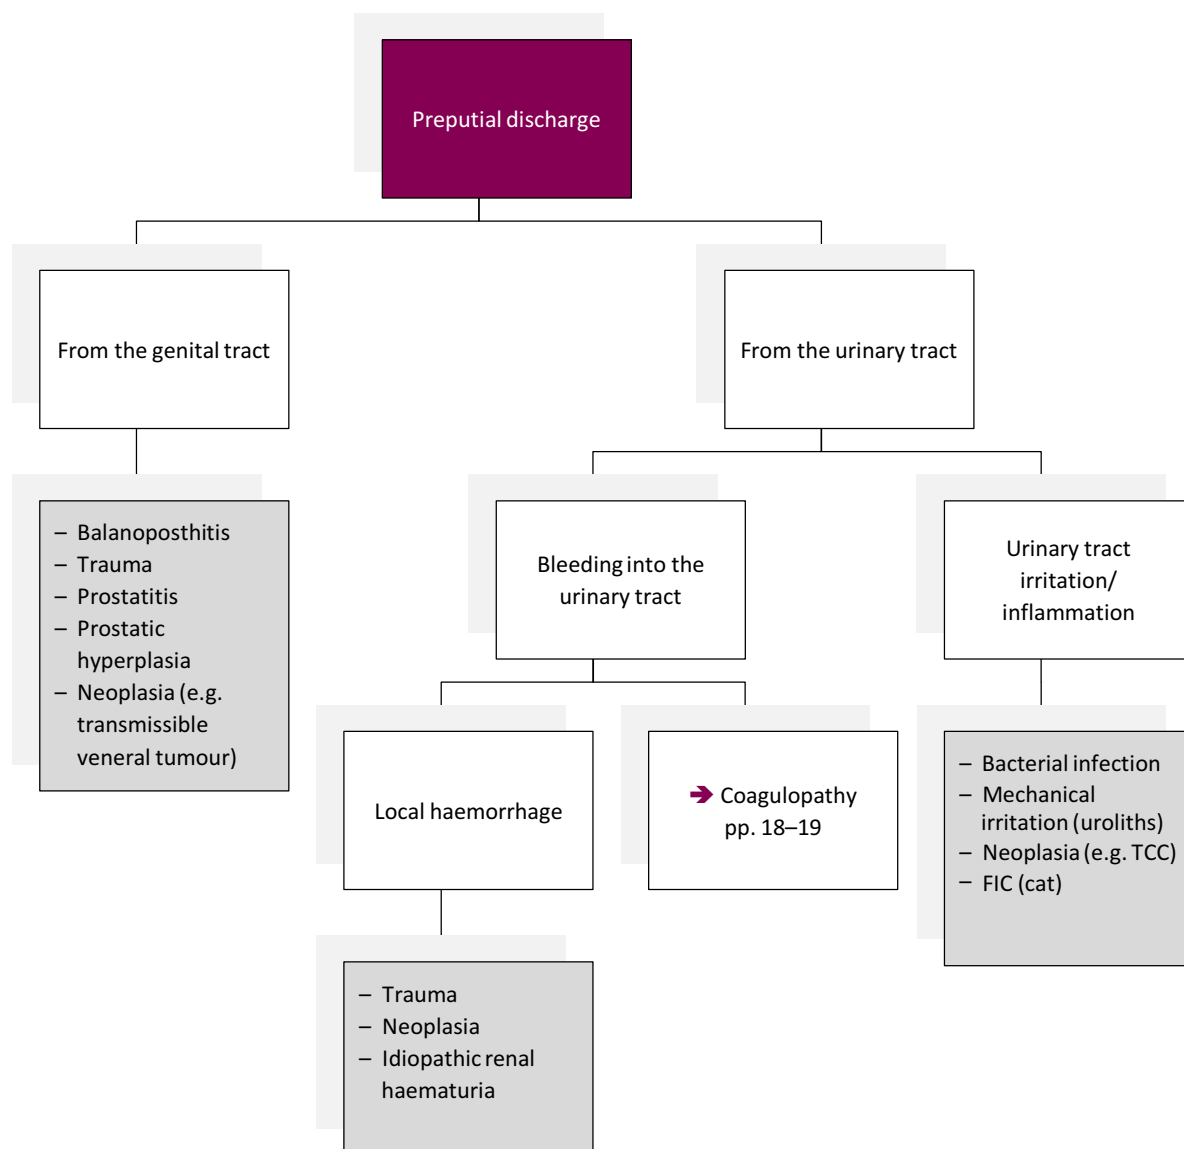 Preputial discharge
From the genital tract
From the urinary tract
– Balanoposthitis
– Trauma
– Prostatitis
– Prostatic
hyperplasia
– Neoplasia (e.g.
transmissible
veneral tumour)
Bleeding into the
urinary tract
Urinary tract
irritation/
inflammation
Local haemorrhage
➔ Coagulopathy
pp. 18–19
– Bacterial infection
– Mechanical
irritation (uroliths)
– Neoplasia (e.g. TCC)
– FIC (cat)
– Trauma
– Neoplasia
– Idiopathic renal
haematuria